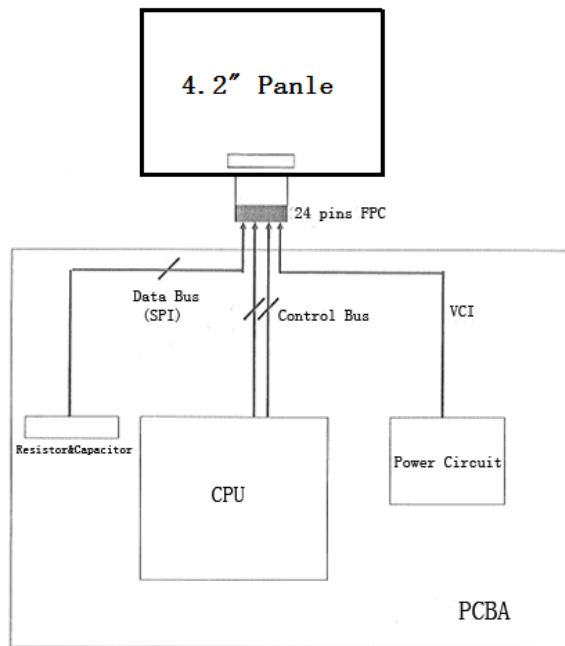 4.2″ Panle
24 pins FPC
Data Bus
(SPI)
Control Bus
VCI
Resistor&Capacitor
CPU
Power Circuit
PCBA